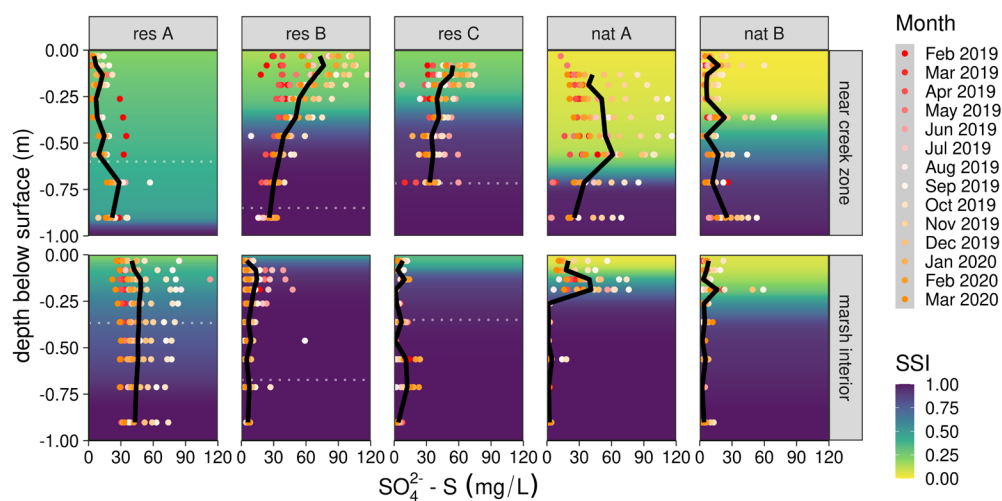 res A res B res C nat A nat B
0.00
-0.25
-0.50
-0.75
-1.00
near creek zone
0.00
-0.25
-0.50
-0.75
-1.00
marsh interior
depth below surface (m)
0 30 60 90 120 0 30 60 90 120 0 30 60 90 120 0 30 60 90 120 0 30 60 90 120
SO₄²⁻ - S (mg/L)
Month
Feb 2019
Mar 2019
Apr 2019
May 2019
Jun 2019
Jul 2019
Aug 2019
Sep 2019
Oct 2019
Nov 2019
Dec 2019
Jan 2020
Feb 2020
Mar 2020
SSI
1.00
0.75
0.50
0.25
0.00